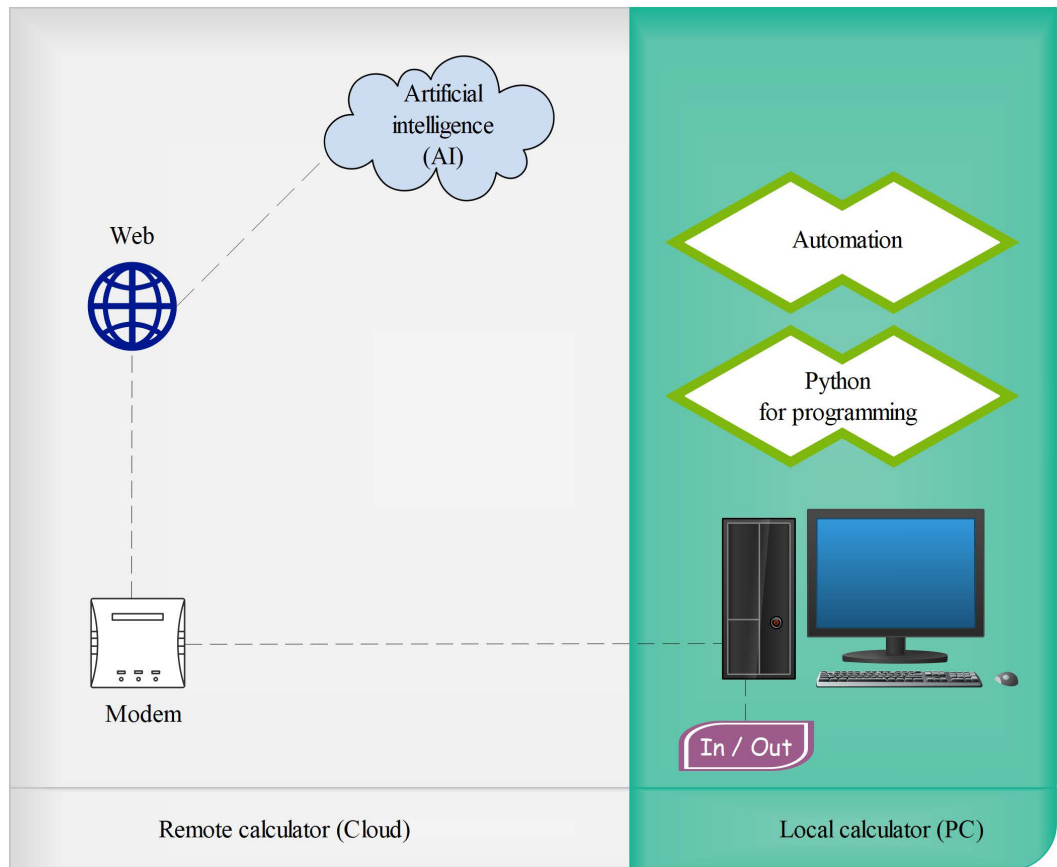 Artificial
intelligence
(AI)
Web
Modem
Automation
Python
for programming
In / Out
Remote calculator (Cloud)
Local calculator (PC)